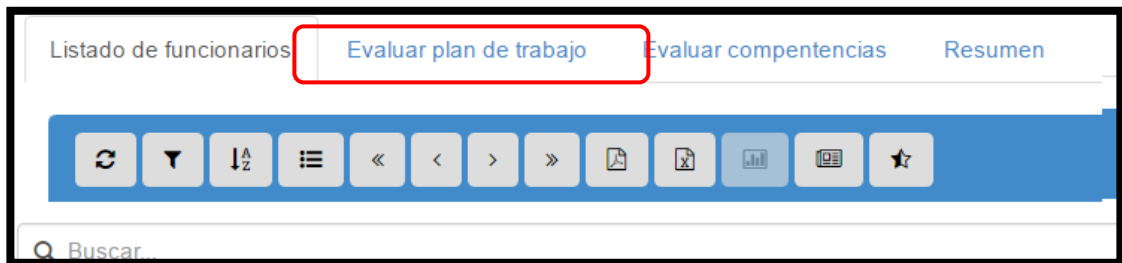 Listado de funcionarios Evaluar plan de trabajo Evaluar compentencias Resumen
Buscar...